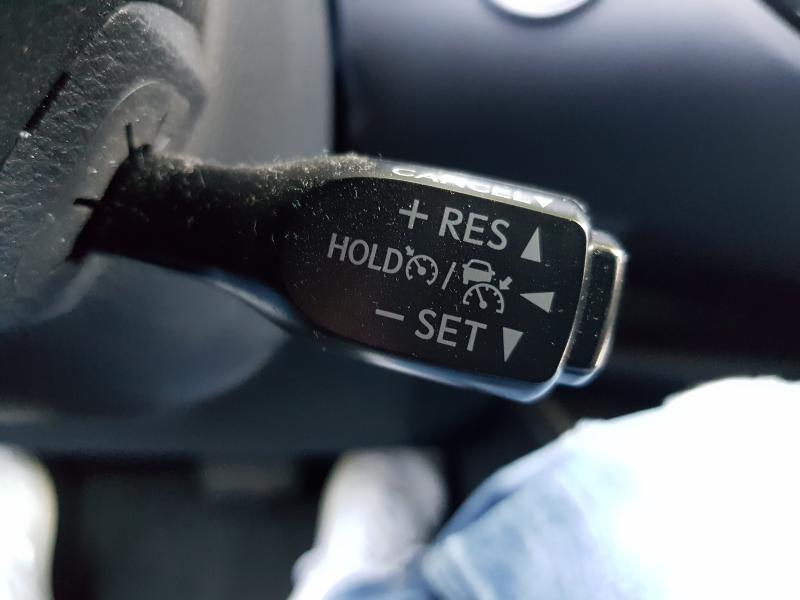 CANCEL
+ RES
HOLD /
- SET